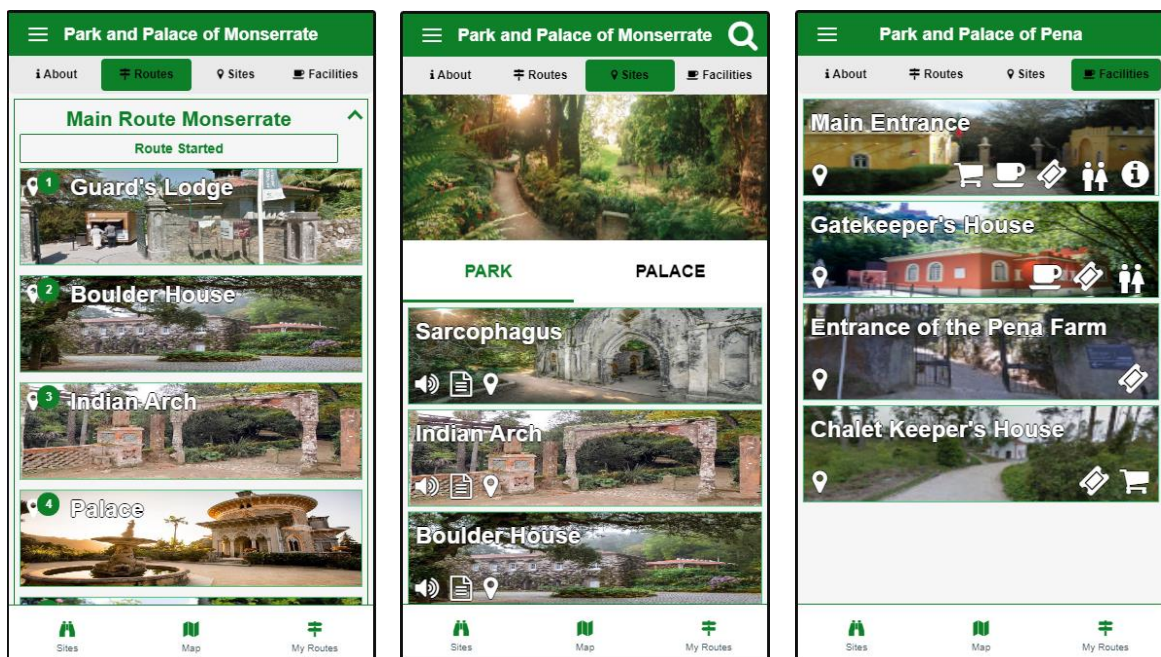 Park and Palace of Monserrate
About Routes Sites Facilities
Main Route Monserrate
Route Started
1 Guard's Lodge
2 Boulder House
3 Indian Arch
4 Palace
Sites Map My Routes
Park and Palace of Monserrate
About Routes Sites Facilities
PARK PALACE
Sarcophagus
Indian Arch
Boulder House
Sites Map My Routes
Park and Palace of Pena
About Routes Sites Facilities
Main Entrance
Gatekeeper's House
Entrance of the Pena Farm
Chalet Keeper's House
Sites Map My Routes